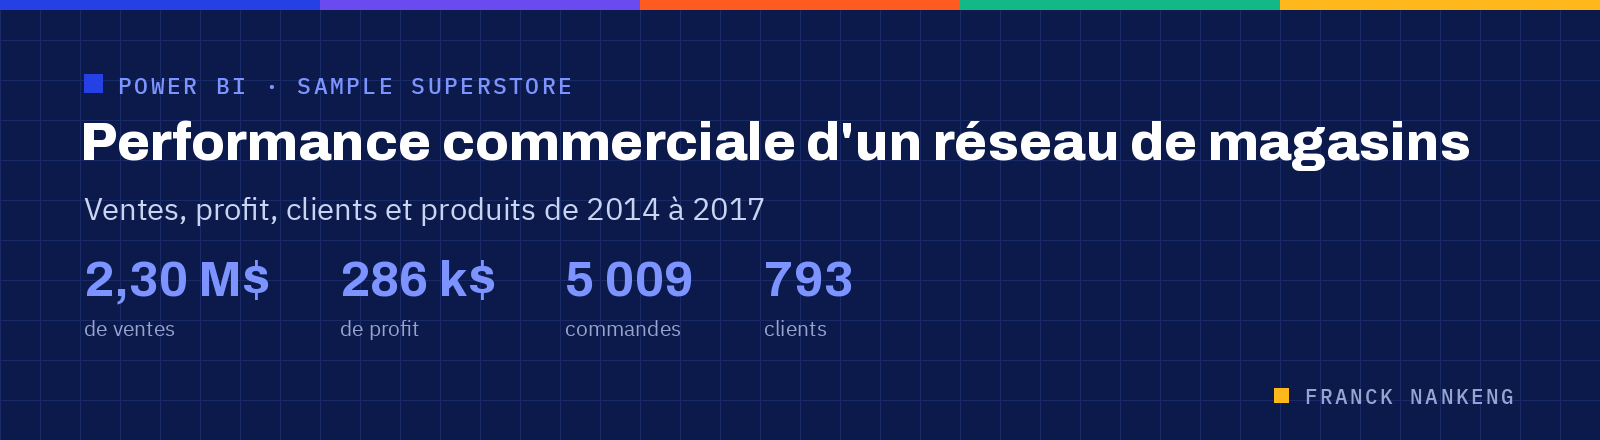 POWER BI · SAMPLE SUPERSTORE
Performance commerciale d'un réseau de magasins
Ventes, profit, clients et produits de 2014 à 2017
2,30 M$ 286 k$ 5 009 793
de ventes de profit commandes clients
FRANCK NANKENG